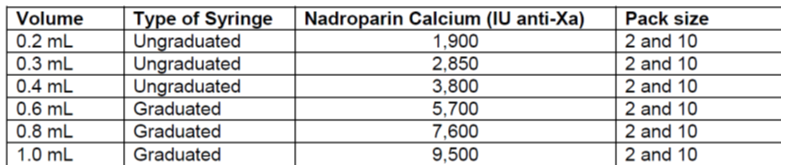 Volume Type of Syringe Nadroparin Calcium (IU anti-Xa) Pack size
0.2 mL Ungraduated 1,900 2 and 10
0.3 mL Ungraduated 2,850 2 and 10
0.4 mL Ungraduated 3,800 2 and 10
0.6 mL Graduated 5,700 2 and 10
0.8 mL Graduated 7,600 2 and 10
1.0 mL Graduated 9,500 2 and 10